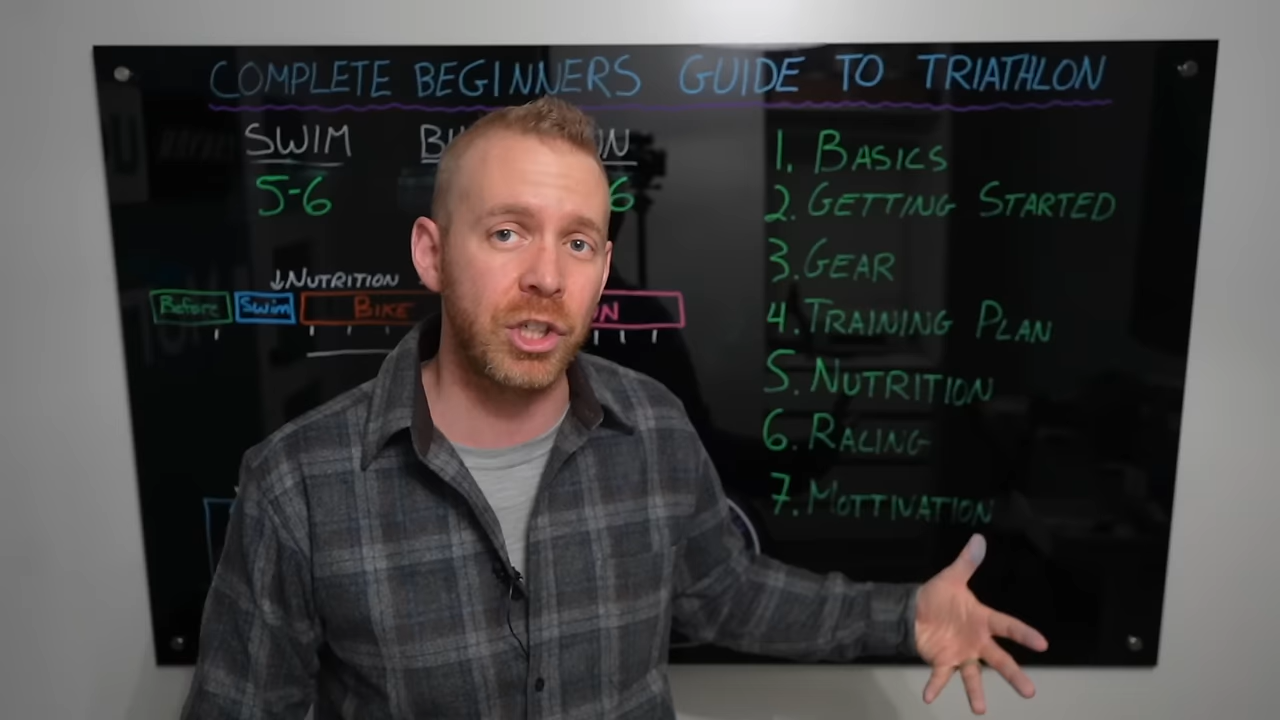 COMPLETE BEGINNERS GUIDE TO TRIATHLON
SWIM
5-6
6
↓NUTRITION
Before Swim BIKE
1. BASICS
2. GETTING STARTED
3. GEAR
4. TRAINING PLAN
5. NUTRITION
6. RACING
7. MOTTIVATION